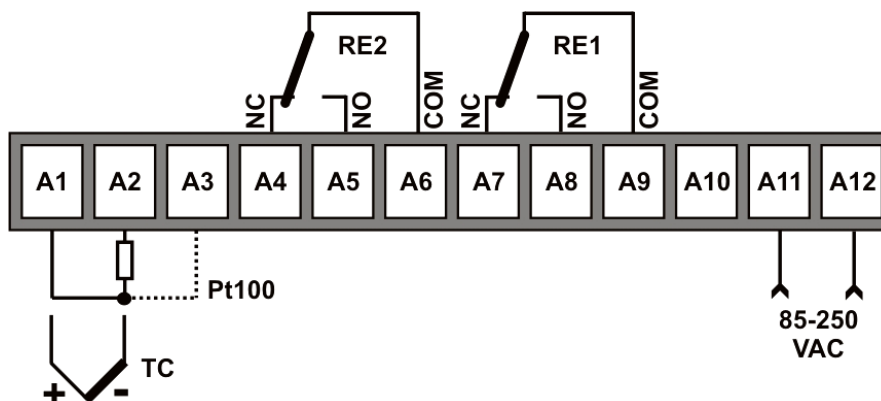 RE2
RE1
NC
NO
COM
NC
NO
COM
A1 A2 A3 A4 A5 A6 A7 A8 A9 A10 A11 A12
Pt100
85-250
VAC
TC
+ -